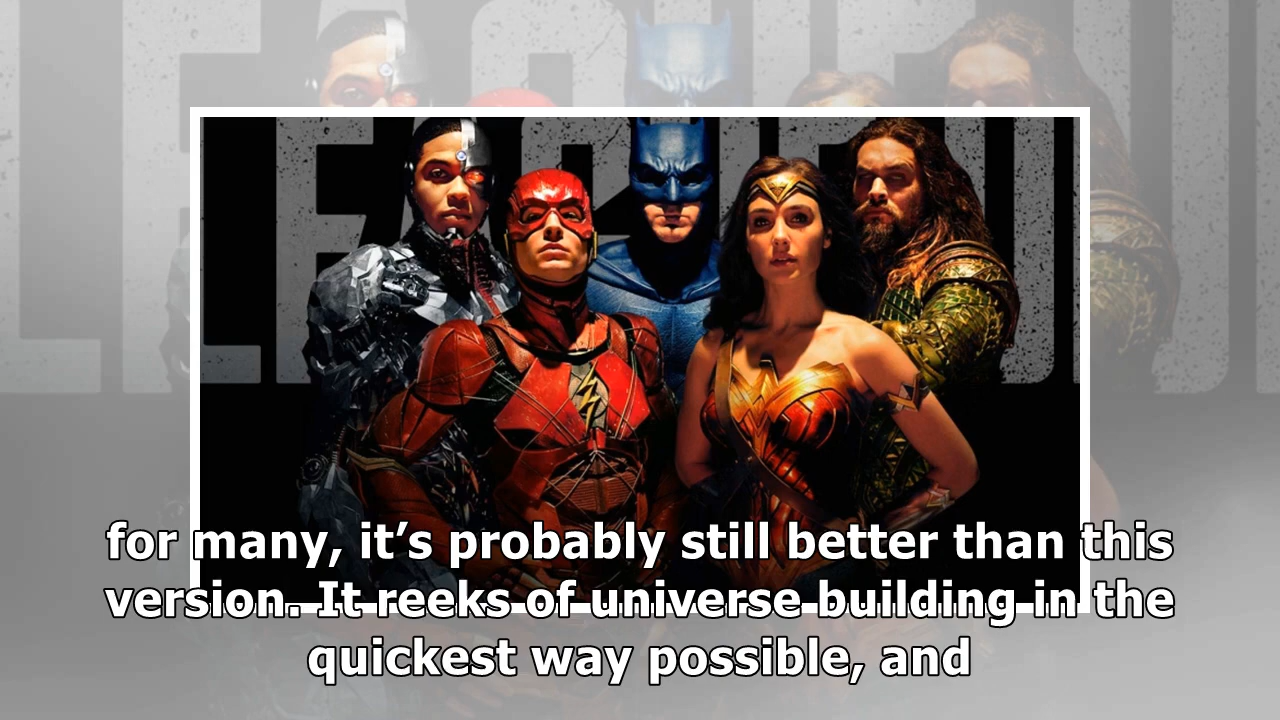 LEAGUE
for many, it’s probably still better than this
version. It reeks of universe building in the
quickest way possible, and